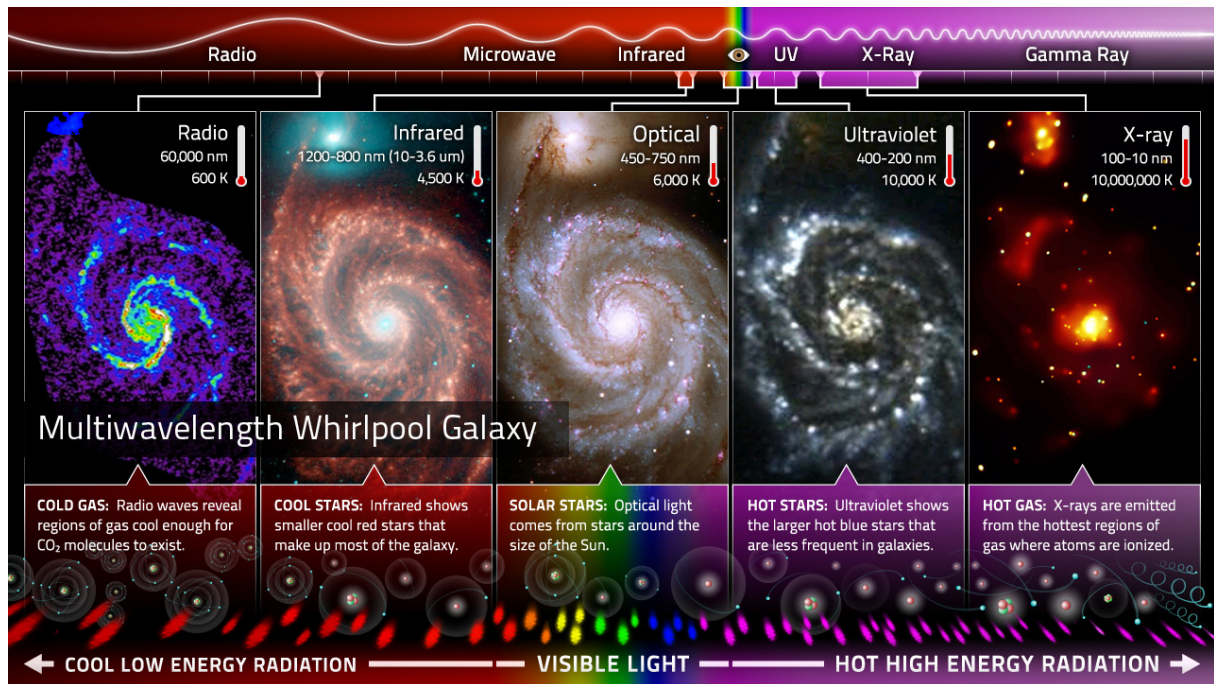 Radio
Microwave
Infrared
UV
X-Ray
Gamma Ray
Radio
60,000 nm
600 K
Infrared
1200-800 nm (10-3.6 um)
4,500 K
Optical
450-750 nm
6,000 K
Ultraviolet
400-200 nm
10,000 K
X-ray
100-10 nm
10,000,000 K
Multiwavelength Whirlpool Galaxy
COLD GAS: Radio waves reveal
regions of gas cool enough for
CO₂ molecules to exist.
COOL STARS: Infrared shows
smaller cool red stars that
make up most of the galaxy.
SOLAR STARS: Optical light
comes from stars around the
size of the Sun.
HOT STARS: Ultraviolet shows
the larger hot blue stars that
are less frequent in galaxies.
HOT GAS: X-rays are emitted
from the hottest regions of
gas where atoms are ionized.
COOL LOW ENERGY RADIATION
VISIBLE LIGHT
HOT HIGH ENERGY RADIATION